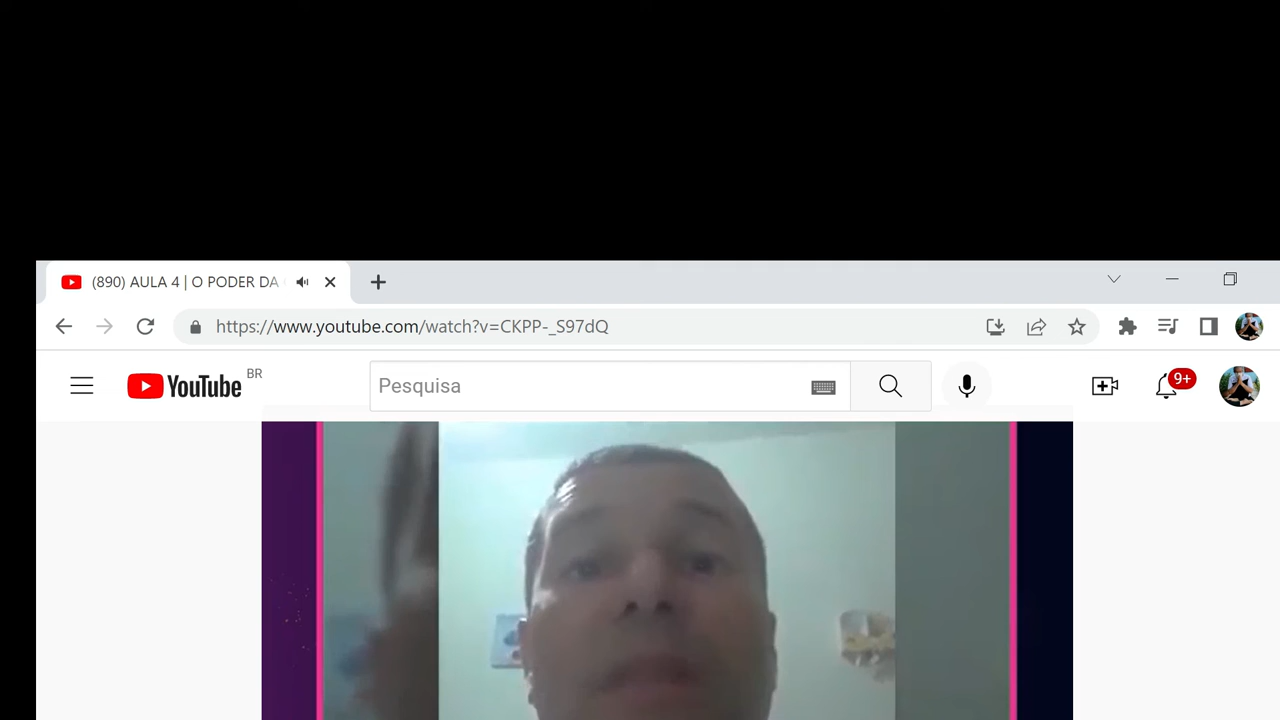 (890) AULA 4 | O PODER DA
https://www.youtube.com/watch?v=CKPP-_S97dQ
YouTube BR
Pesquisa
9+